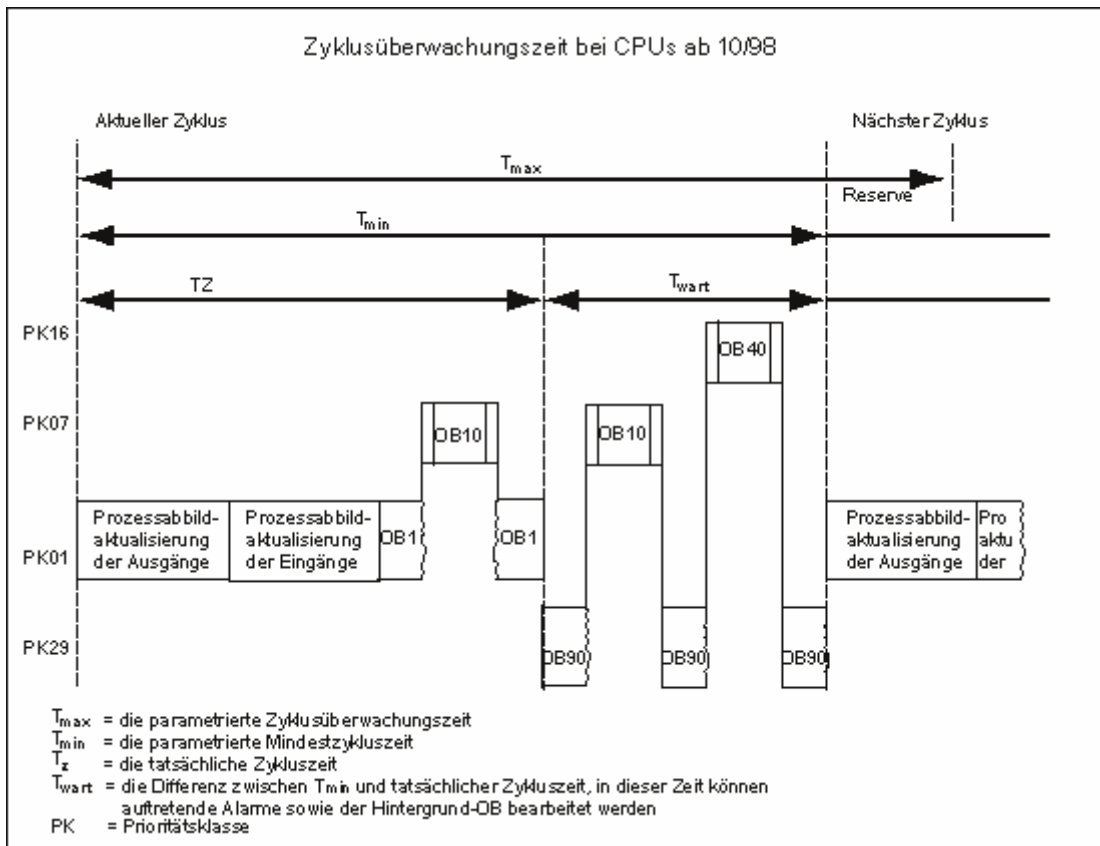 Zyklusüberwachungszeit bei CPUs ab 10/98
Aktueller Zyklus
Nächster Zyklus
Tmax
Reserve
Tmin
TZ
Twart
PK16
OB40
PK07
OB10
OB10
Prozessabbild-
aktualisierung
der Ausgänge
Prozessabbild-
aktualisierung
der Eingänge
OB1
OB1
Prozessabbild-
aktualisierung
der Ausgänge
Pro
aktu
der
PK01
PK29
OB90
OB90
OB90
Tmax = die parametrierte Zyklusüberwachungszeit
Tmin = die parametrierte Mindestzykluszeit
Tz = die tatsächliche Zykluszeit
Twart = die Differenz zwischen Tmin und tatsächlicher Zykluszeit, in dieser Zeit können
auftretende Alarme sowie der Hintergrund-OB bearbeitet werden
PK = Prioritätsklasse